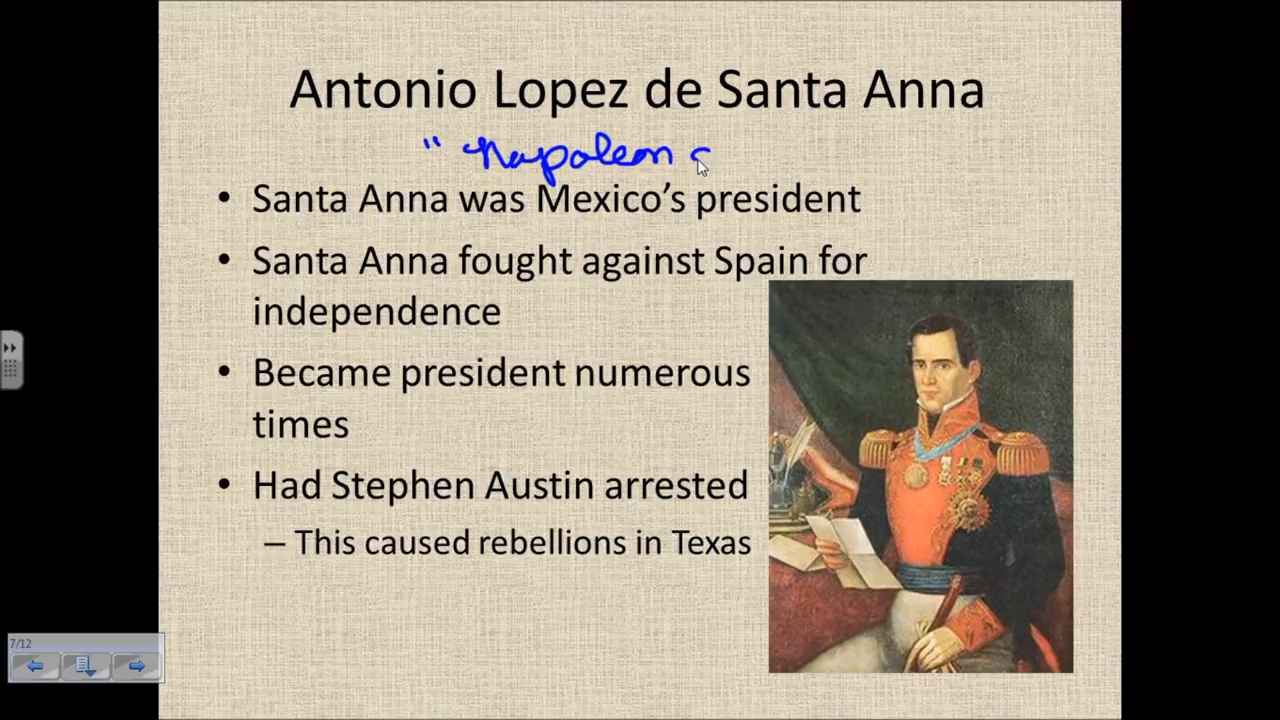 Antonio Lopez de Santa Anna
" Napoleon
• Santa Anna was Mexico's president
• Santa Anna fought against Spain for
independence
• Became president numerous
times
• Had Stephen Austin arrested
– This caused rebellions in Texas
7/12